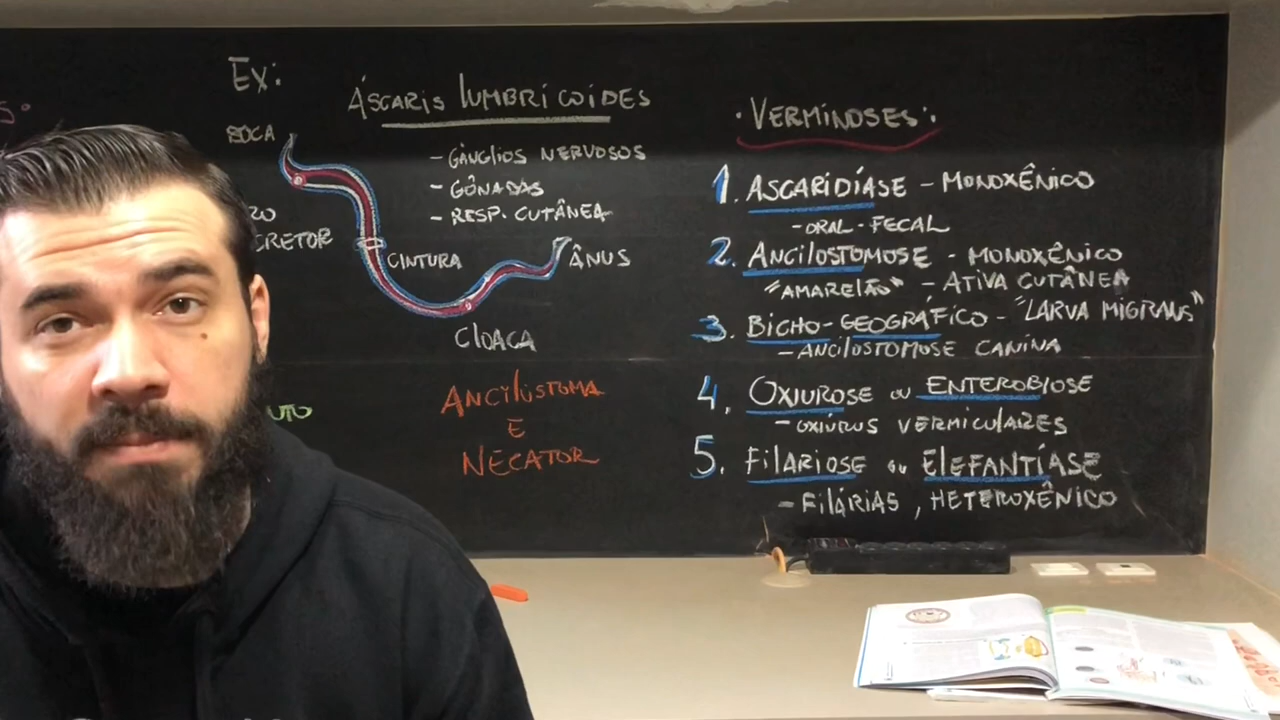 Ex:
ÁSCARIS LUMBRICOIDES
BOCA
- GÂNGLIOS NERVOSOS
- GÔNADAS
- RESP. CUTÂNEA
CINTURA
ÂNUS
CLOACA
ANCILOSTOMA
E
NECATOR
· VERMINOSES:
1. ASCARIDÍASE - MONOXÊNICO
- ORAL - FECAL
2. ANCILOSTOMOSE - MONOXÊNICO
"AMARELÃO" - ATIVA CUTÂNEA
3. BICHO-GEOGRÁFICO - "LARVA MIGRANS"
- ANCILOSTOMOSE CANINA
4. OXIUROSE OU ENTEROBIOSE
- OXIÚRUS VERMICULARES
5. FILARIOSE OU ELEFANTÍASE
- FILÁRIAS, HETEROXÊNICO